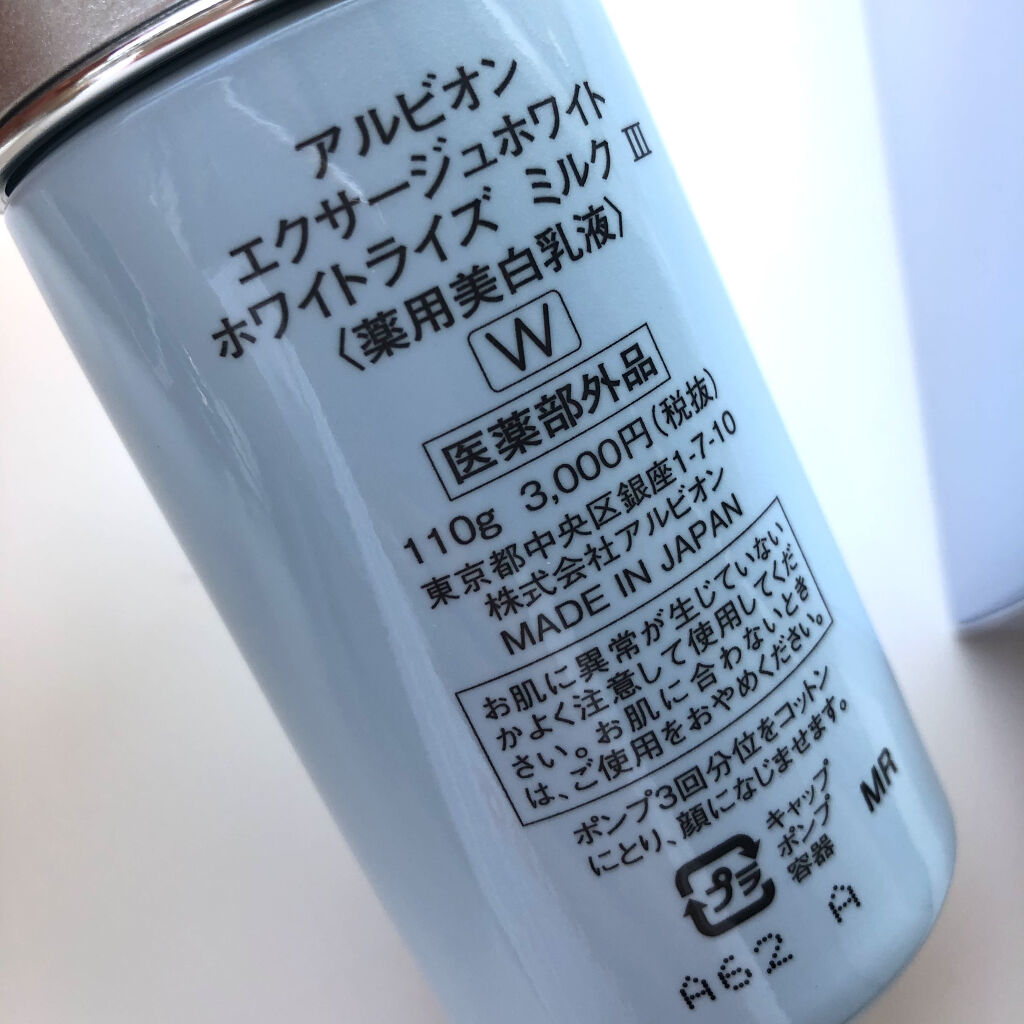 アルビオン
エクサージュホワイト
ホワイトライズ ミルク Ⅲ
〈薬用美白乳液〉
W
医薬部外品
110g 3,000円(税抜)
東京都中央区銀座1-7-10
株式会社アルビオン
MADE IN JAPAN
お肌に異常が生じていない
かよく注意して使用してくだ
さい。お肌に合わないとき
は、ご使用をおやめください。
ポンプ3回分位をコットン
にとり、顔になじませます。
プラ
キャップ
ポンプ
容器
MR
A62 A